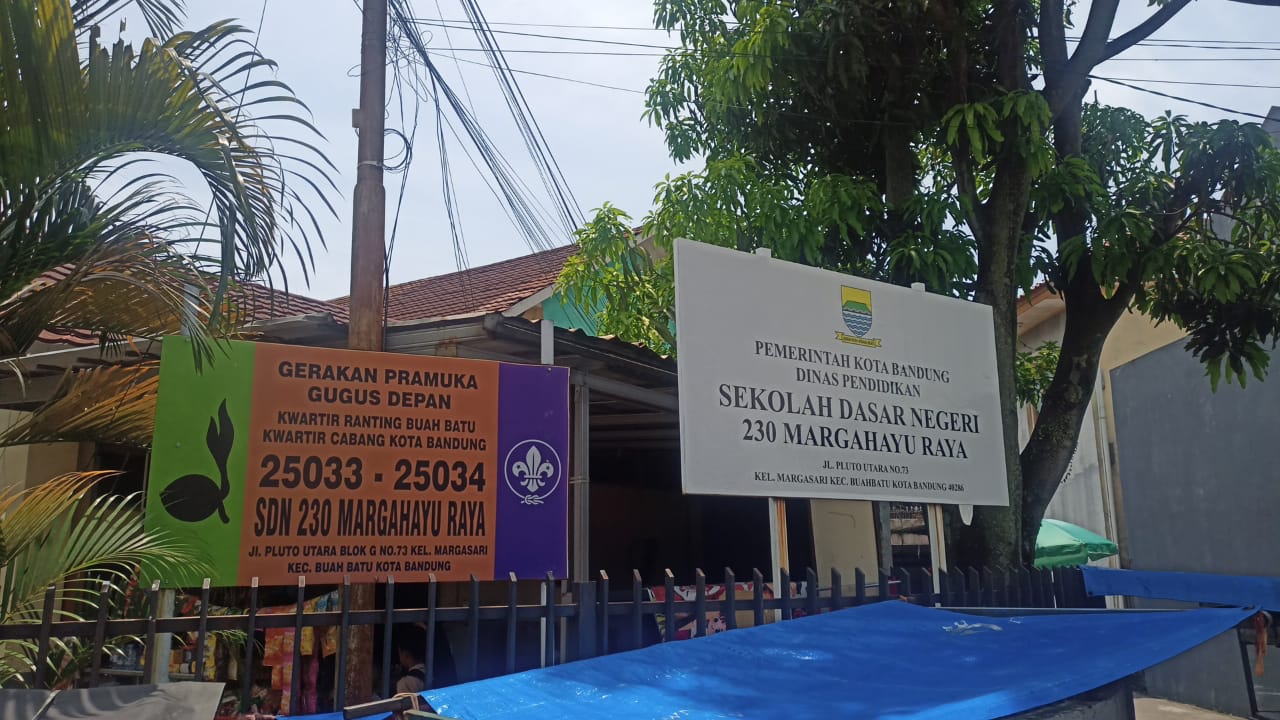 GERAKAN PRAMUKA
GUGUS DEPAN
KWARTIR RANTING BUAH BATU
KWARTIR CABANG KOTA BANDUNG
25033 - 25034
SDN 230 MARGAHAYU RAYA
JL. PLUTO UTARA BLOK G NO.73 KEL. MARGASARI
KEC. BUAH BATU KOTA BANDUNG
PEMERINTAH KOTA BANDUNG
DINAS PENDIDIKAN
SEKOLAH DASAR NEGERI
230 MARGAHAYU RAYA
JL. PLUTO UTARA NO.73
KEL. MARGASARI KEC. BUAHBATU KOTA BANDUNG 40286